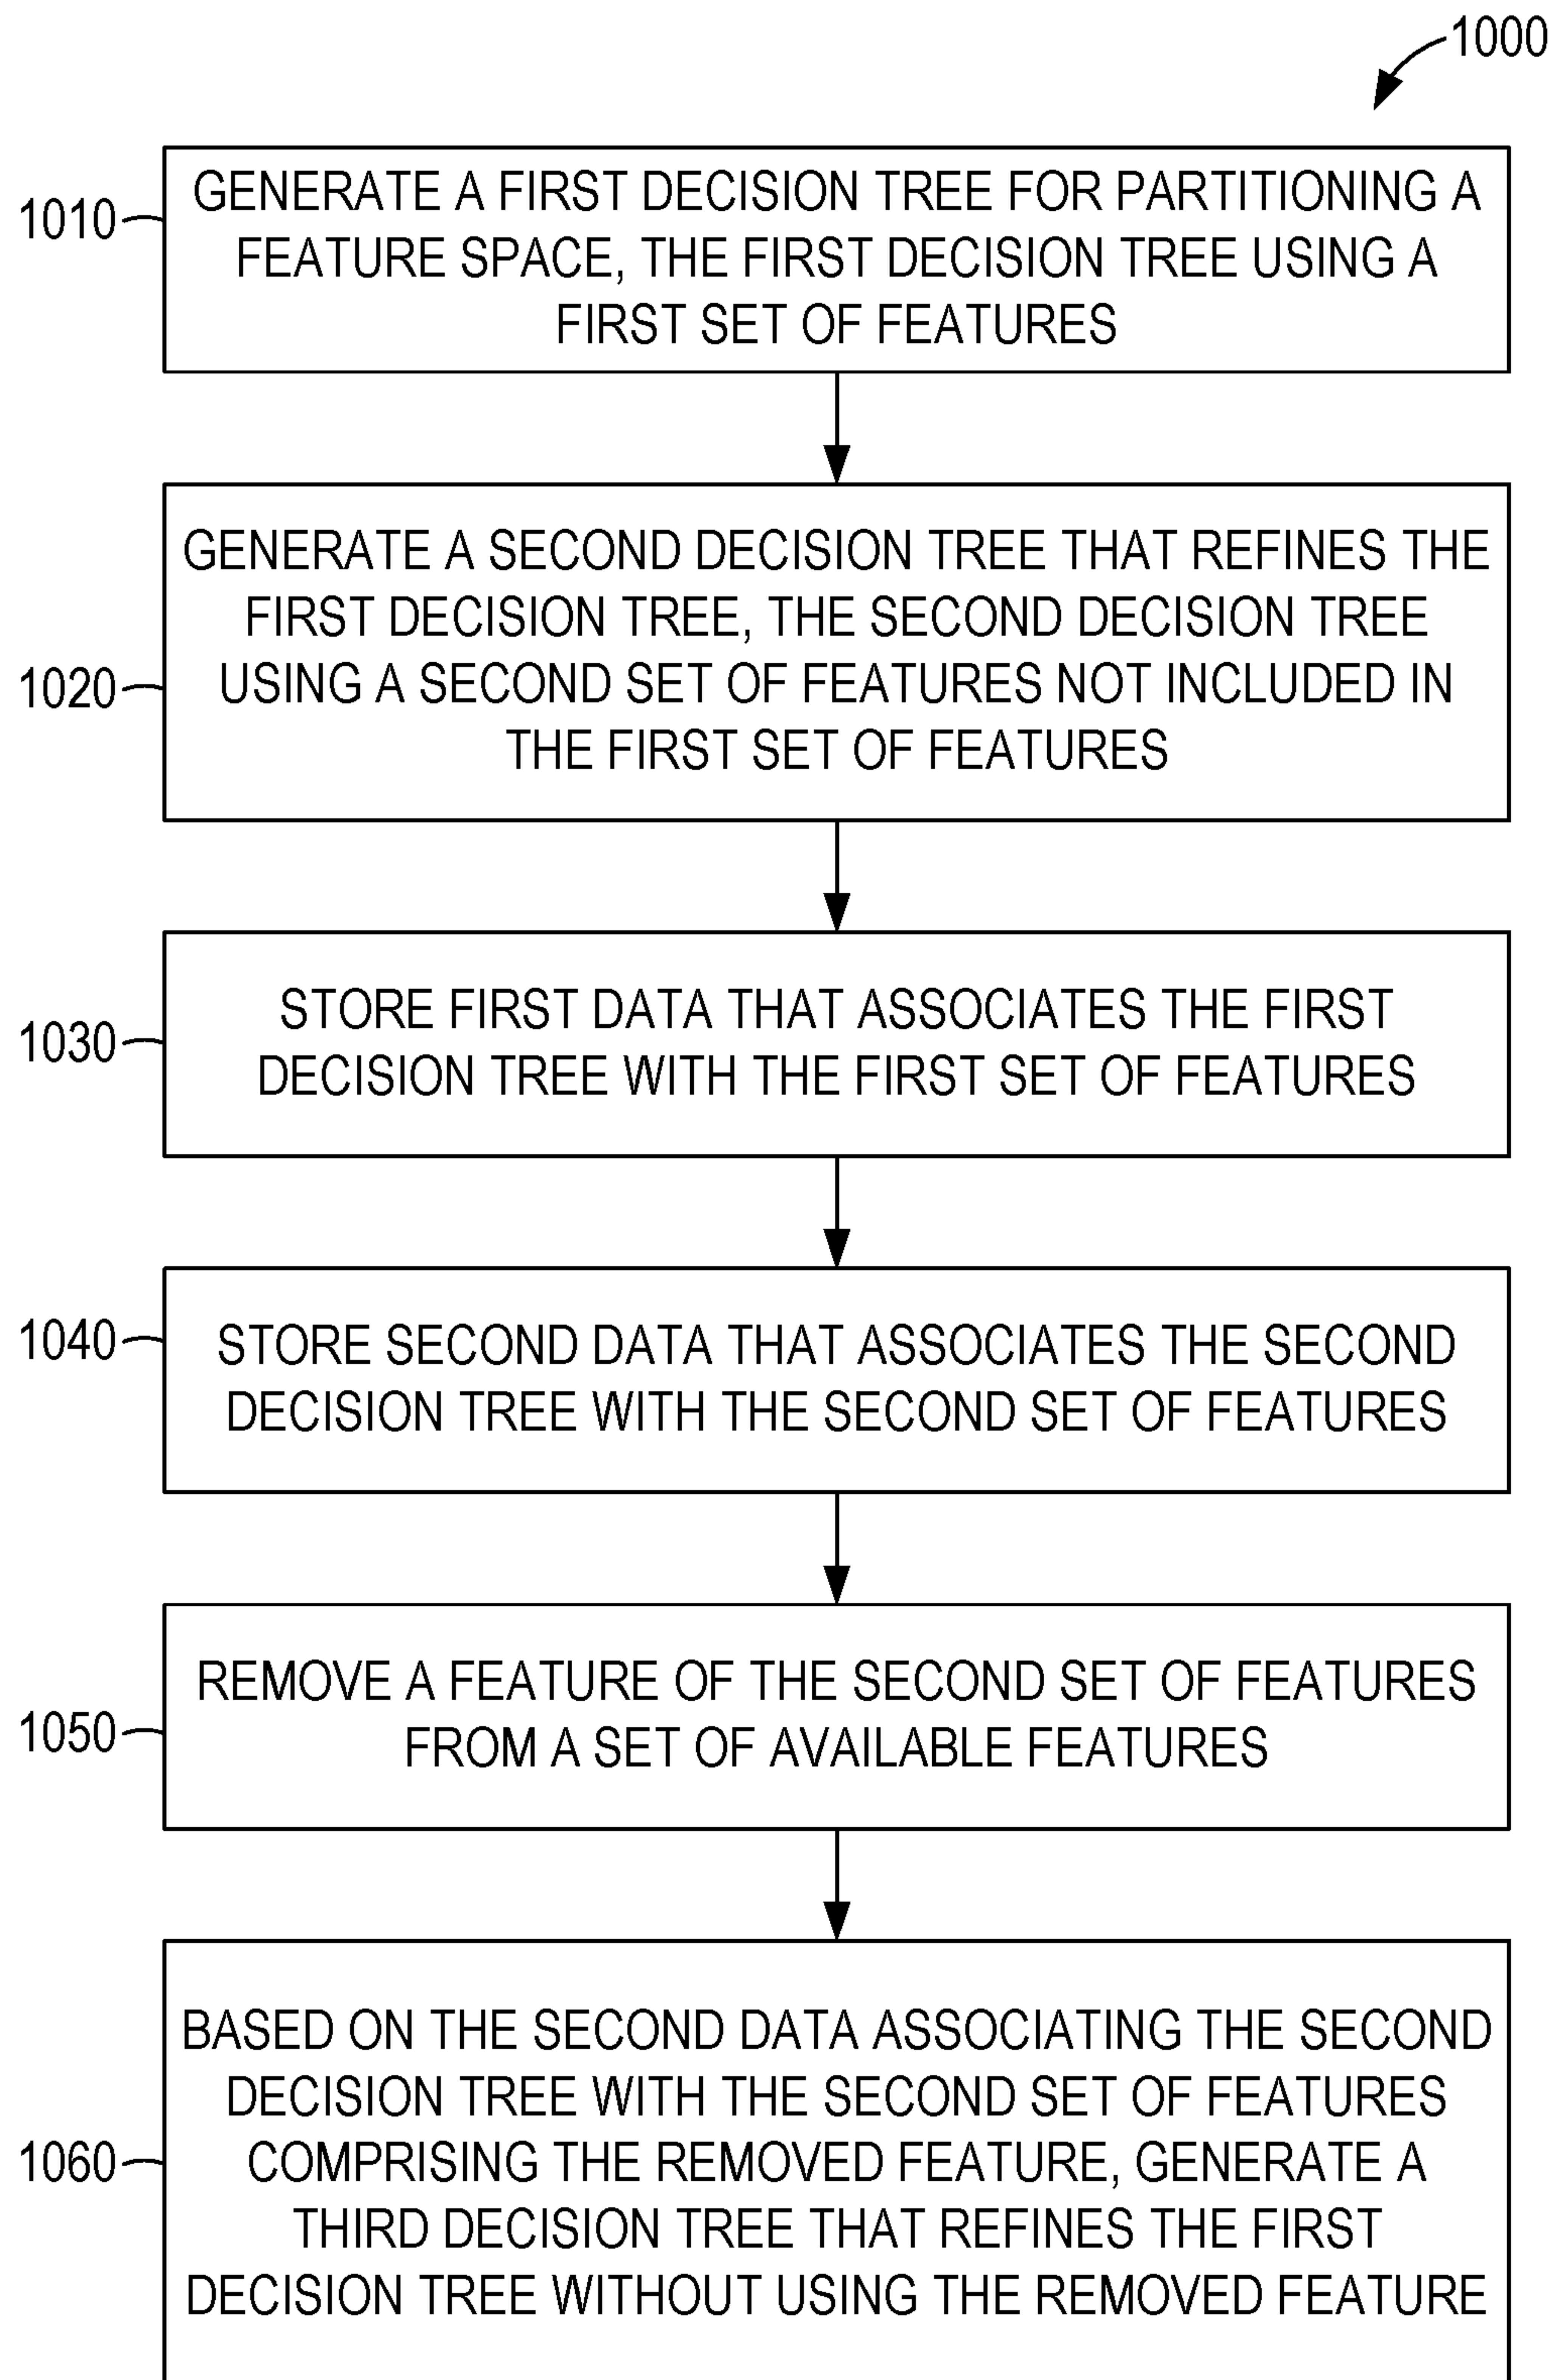 1000
1010
GENERATE A FIRST DECISION TREE FOR PARTITIONING A
FEATURE SPACE, THE FIRST DECISION TREE USING A
FIRST SET OF FEATURES
1020
GENERATE A SECOND DECISION TREE THAT REFINES THE
FIRST DECISION TREE, THE SECOND DECISION TREE
USING A SECOND SET OF FEATURES NOT INCLUDED IN
THE FIRST SET OF FEATURES
1030
STORE FIRST DATA THAT ASSOCIATES THE FIRST
DECISION TREE WITH THE FIRST SET OF FEATURES
1040
STORE SECOND DATA THAT ASSOCIATES THE SECOND
DECISION TREE WITH THE SECOND SET OF FEATURES
1050
REMOVE A FEATURE OF THE SECOND SET OF FEATURES
FROM A SET OF AVAILABLE FEATURES
1060
BASED ON THE SECOND DATA ASSOCIATING THE SECOND
DECISION TREE WITH THE SECOND SET OF FEATURES
COMPRISING THE REMOVED FEATURE, GENERATE A
THIRD DECISION TREE THAT REFINES THE FIRST
DECISION TREE WITHOUT USING THE REMOVED FEATURE